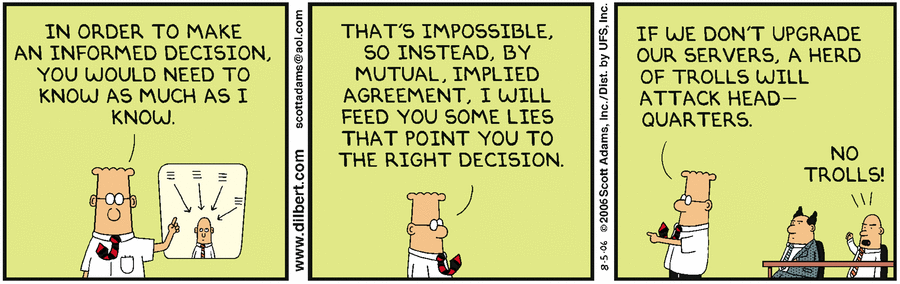 IN ORDER TO MAKE
AN INFORMED DECISION,
YOU WOULD NEED TO
KNOW AS MUCH AS I
KNOW.
www.dilbert.com
scottadams@aol.com
THAT'S IMPOSSIBLE,
SO INSTEAD, BY
MUTUAL, IMPLIED
AGREEMENT, I WILL
FEED YOU SOME LIES
THAT POINT YOU TO
THE RIGHT DECISION.
8-5-06 ©2006 Scott Adams, Inc./Dist. by UFS, Inc.
IF WE DON'T UPGRADE
OUR SERVERS, A HERD
OF TROLLS WILL
ATTACK HEAD—
QUARTERS.
NO
TROLLS!